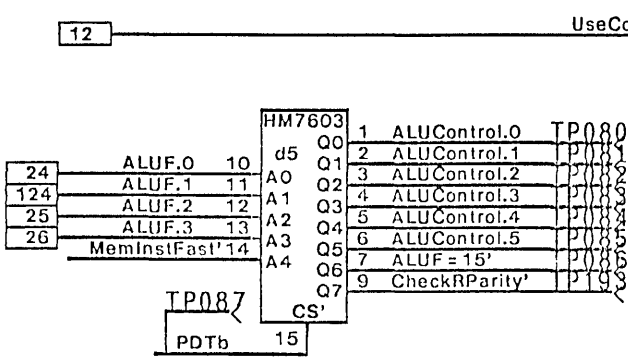 12 UseCo
HM7603
d5
24 ALUF.0 10 A0
124 ALUF.1 11 A1
25 ALUF.2 12 A2
26 ALUF.3 13 A3
MemInstFast' 14 A4
Q0 1 ALUControl.0 TP080
Q1 2 ALUControl.1
Q2 3 ALUControl.2
Q3 4 ALUControl.3
Q4 5 ALUControl.4
Q5 6 ALUControl.5
Q6 7 ALUF=15' TP086
Q7 9 CheckRParity' TP193
TP087
CS'
PDTb 15